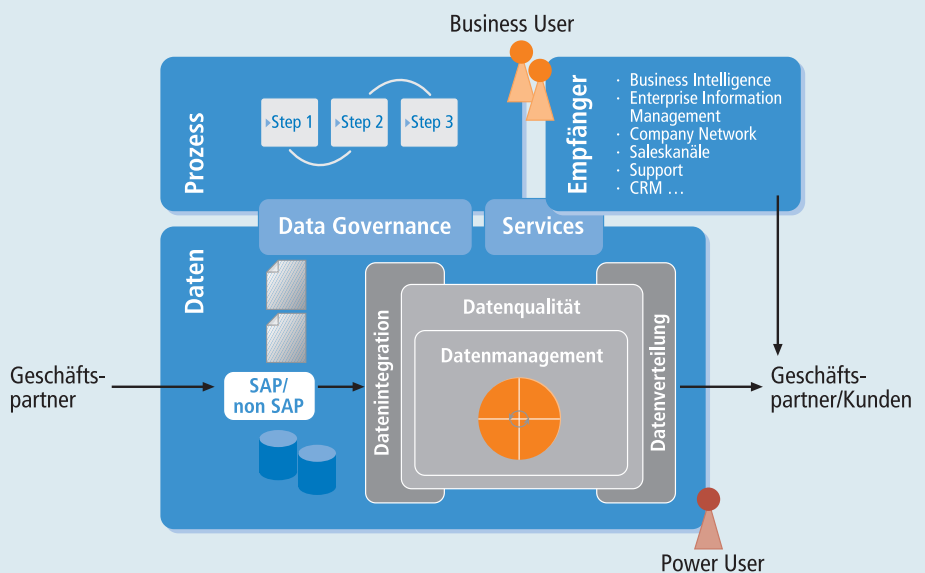 Business User
Prozess
▸Step 1
▸Step 2
▸Step 3
Empfänger
· Business Intelligence
· Enterprise Information
Management
· Company Network
· Saleskanäle
· Support
· CRM ...
Data Governance
Services
Daten
Geschäfts-
partner
SAP/
non SAP
Datenintegration
Datenqualität
Datenmanagement
Datenverteilung
Geschäfts-
partner/Kunden
Power User